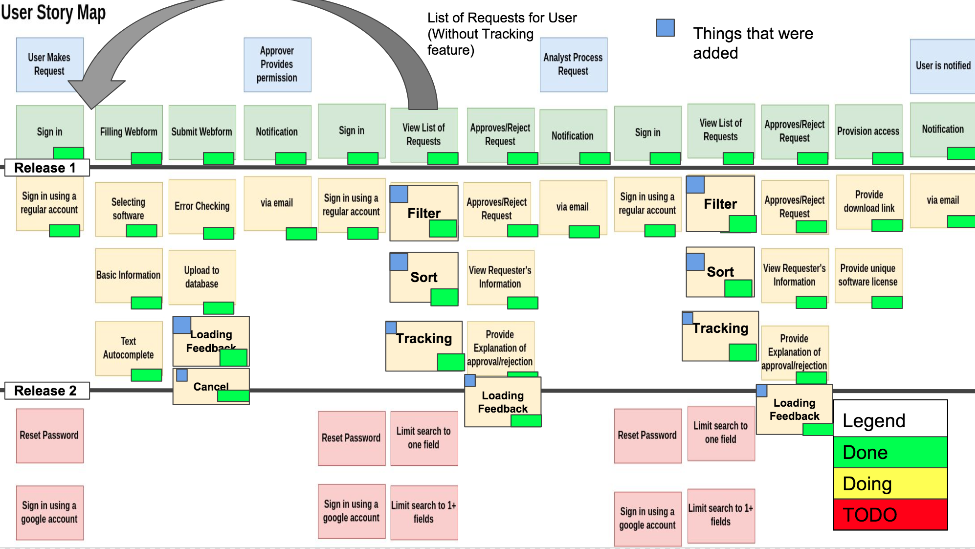 User Story Map
List of Requests for User
(Without Tracking
feature)
Things that were
added
User Makes
Request
Approver
Provides
permission
Analyst Process
Request
User is notified
Sign in
Filling Webform
Submit Webform
Notification
Sign in
View List of
Requests
Approves/Reject
Request
Notification
Sign in
View List of
Requests
Approves/Reject
Request
Provision access
Notification
Release 1
Sign in using a
regular account
Selecting
software
Error Checking
via email
Sign in using a
regular account
Filter
Approves/Reject
Request
via email
Sign in using a
regular account
Filter
Approves/Reject
Request
Provide
download link
via email
Basic Information
Upload to
database
Sort
View Requester's
Information
Sort
View Requester's
Information
Provide unique
software license
Text
Autocomplete
Loading
Feedback
Tracking
Provide
Explanation of
approval/rejection
Tracking
Provide
Explanation of
approval/rejection
Cancel
Loading
Feedback
Loading
Feedback
Release 2
Reset Password
Reset Password
Limit search to
one field
Reset Password
Limit search to
one field
Sign in using a
google account
Sign in using a
google account
Limit search to 1+
fields
Sign in using a
google account
Limit search to 1+
fields
Legend
Done
Doing
TODO